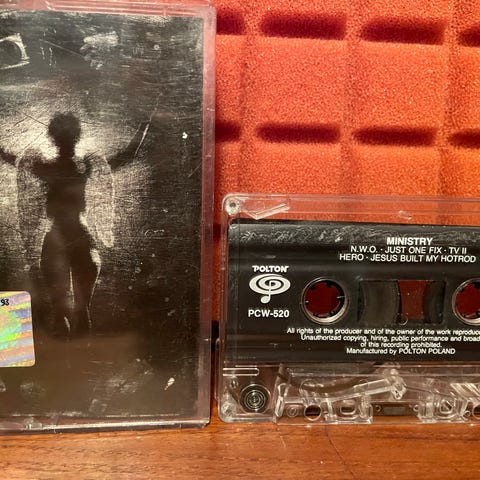 93
MINISTRY
N.W.O. · JUST ONE FIX · TV II
HERO · JESUS BUILT MY HOTROD
"POLTON"
PCW-520
All rights of the producer and of the owner of the work reproduc
Unauthorized copying, hiring, public performance and broad
of this recording prohibited.
Manufactured by POLTON POLAND